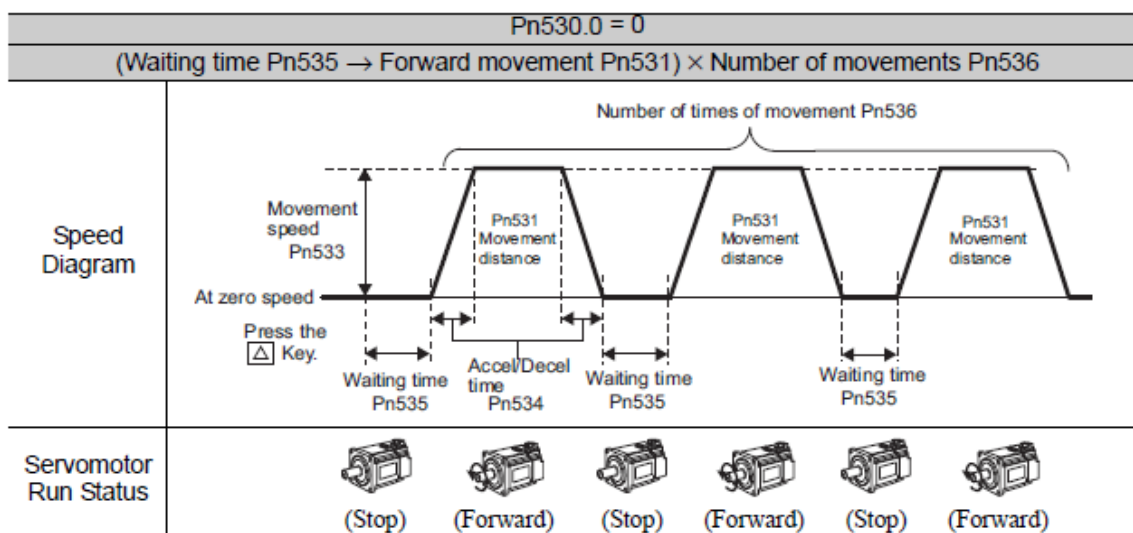 Pn530.0 = 0
(Waiting time Pn535 → Forward movement Pn531) × Number of movements Pn536
Speed
Diagram
Number of times of movement Pn536
Movement
speed
Pn533
Pn531
Movement
distance
Pn531
Movement
distance
Pn531
Movement
distance
At zero speed
Press the
△ Key.
Waiting time
Pn535
Accel/Decel
time
Pn534
Waiting time
Pn535
Waiting time
Pn535
Servomotor
Run Status
(Stop) (Forward) (Stop) (Forward) (Stop) (Forward)